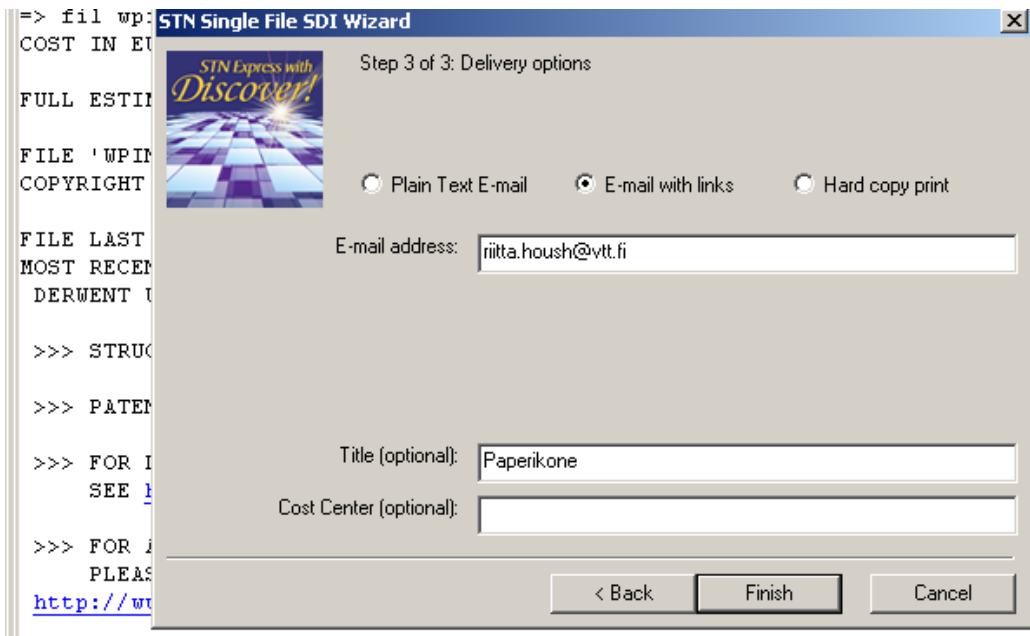 => fil wpi
COST IN EU
FULL ESTIM
FILE 'WPIN
COPYRIGHT
FILE LAST
MOST RECEN
DERWENT U
>>> STRUC
>>> PATEN
>>> FOR I
SEE h
>>> FOR A
PLEAS
http://ww
STN Single File SDI Wizard
STN Express with
Discover!
Step 3 of 3: Delivery options
Plain Text E-mail
E-mail with links
Hard copy print
E-mail address: riitta.housh@vtt.fi
Title (optional): Paperikone
Cost Center (optional):
< Back
Finish
Cancel